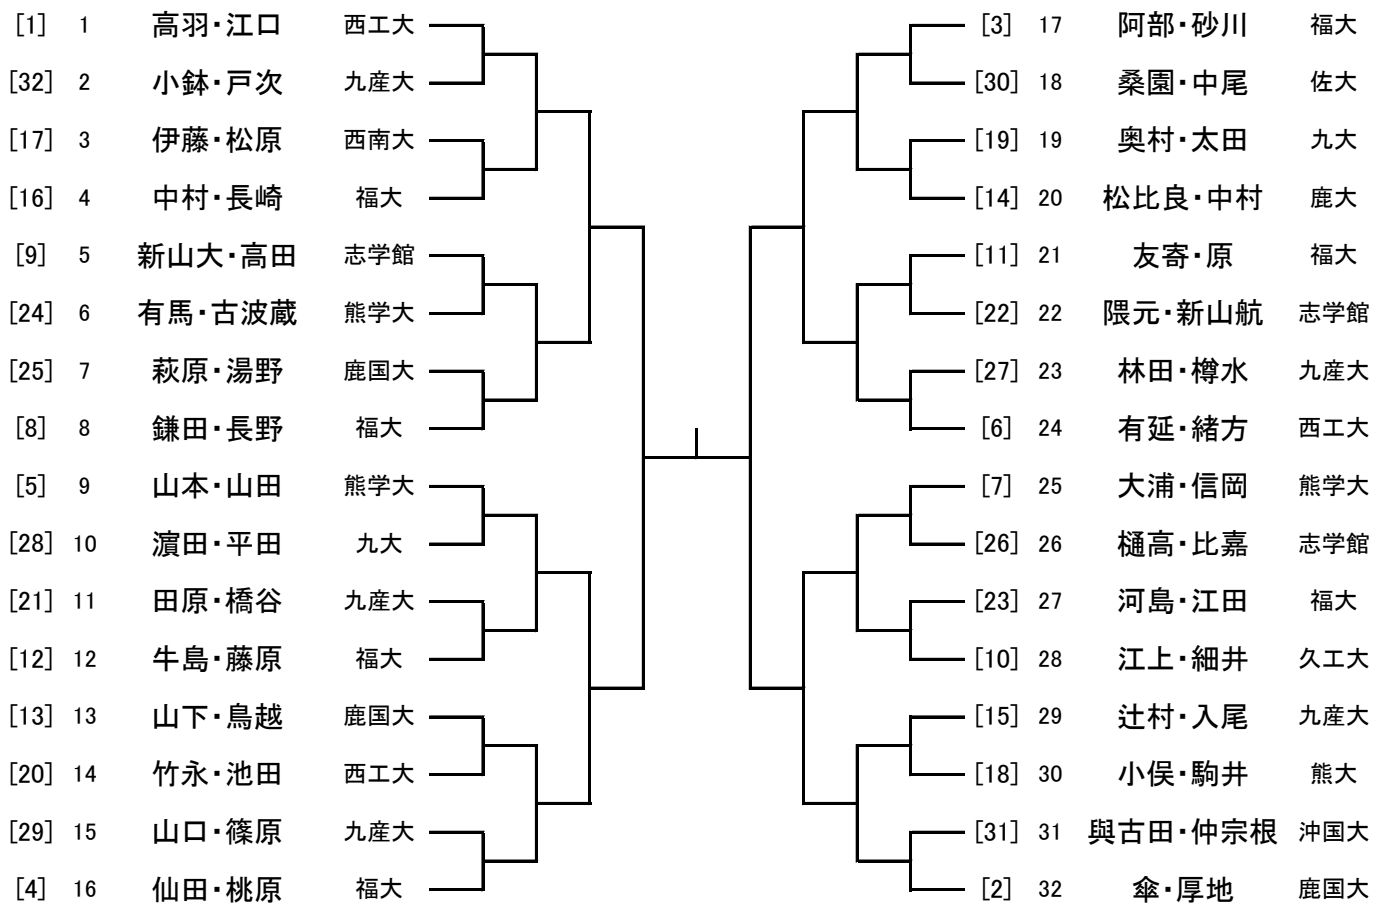 [1] 1 高羽・江口 西工大
[32] 2 小鉢・戸次 九産大
[17] 3 伊藤・松原 西南大
[16] 4 中村・長崎 福大
[9] 5 新山大・高田 志学館
[24] 6 有馬・古波蔵 熊学大
[25] 7 萩原・湯野 鹿国大
[8] 8 鎌田・長野 福大
[5] 9 山本・山田 熊学大
[28] 10 濵田・平田 九大
[21] 11 田原・橋谷 九産大
[12] 12 牛島・藤原 福大
[13] 13 山下・鳥越 鹿国大
[20] 14 竹永・池田 西工大
[29] 15 山口・篠原 九産大
[4] 16 仙田・桃原 福大
[3] 17 阿部・砂川 福大
[30] 18 桑園・中尾 佐大
[19] 19 奥村・太田 九大
[14] 20 松比良・中村 鹿大
[11] 21 友寄・原 福大
[22] 22 隈元・新山航 志学館
[27] 23 林田・樽水 九産大
[6] 24 有延・緒方 西工大
[7] 25 大浦・信岡 熊学大
[26] 26 樋高・比嘉 志学館
[23] 27 河島・江田 福大
[10] 28 江上・細井 久工大
[15] 29 辻村・入尾 九産大
[18] 30 小俣・駒井 熊大
[31] 31 與古田・仲宗根 沖国大
[2] 32 傘・厚地 鹿国大